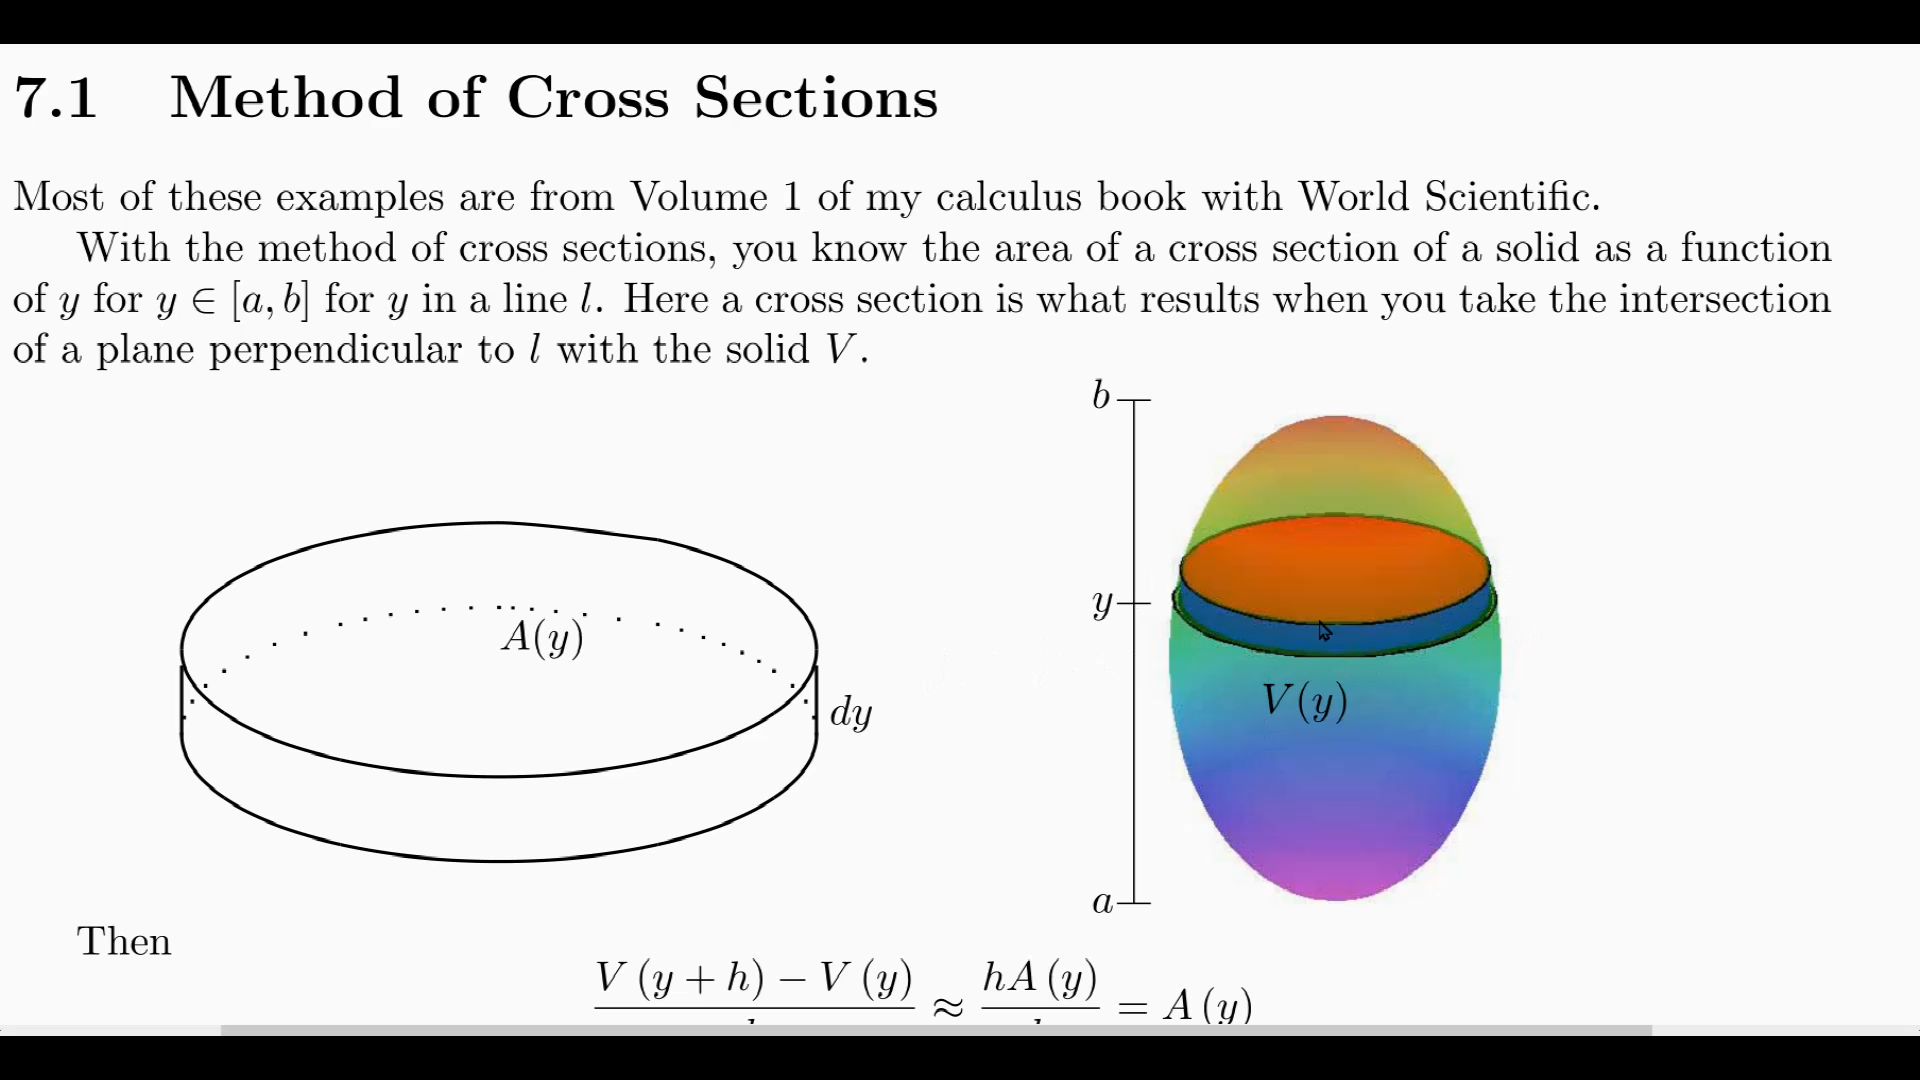 7.1 Method of Cross Sections
Most of these examples are from Volume 1 of my calculus book with World Scientific.
With the method of cross sections, you know the area of a cross section of a solid as a function
of y for y ∈ [a, b] for y in a line l. Here a cross section is what results when you take the intersection
of a plane perpendicular to l with the solid V.
b
y
A(y)
V(y)
dy
a
Then
V (y + h) − V (y) ≈ hA (y) = A (y)